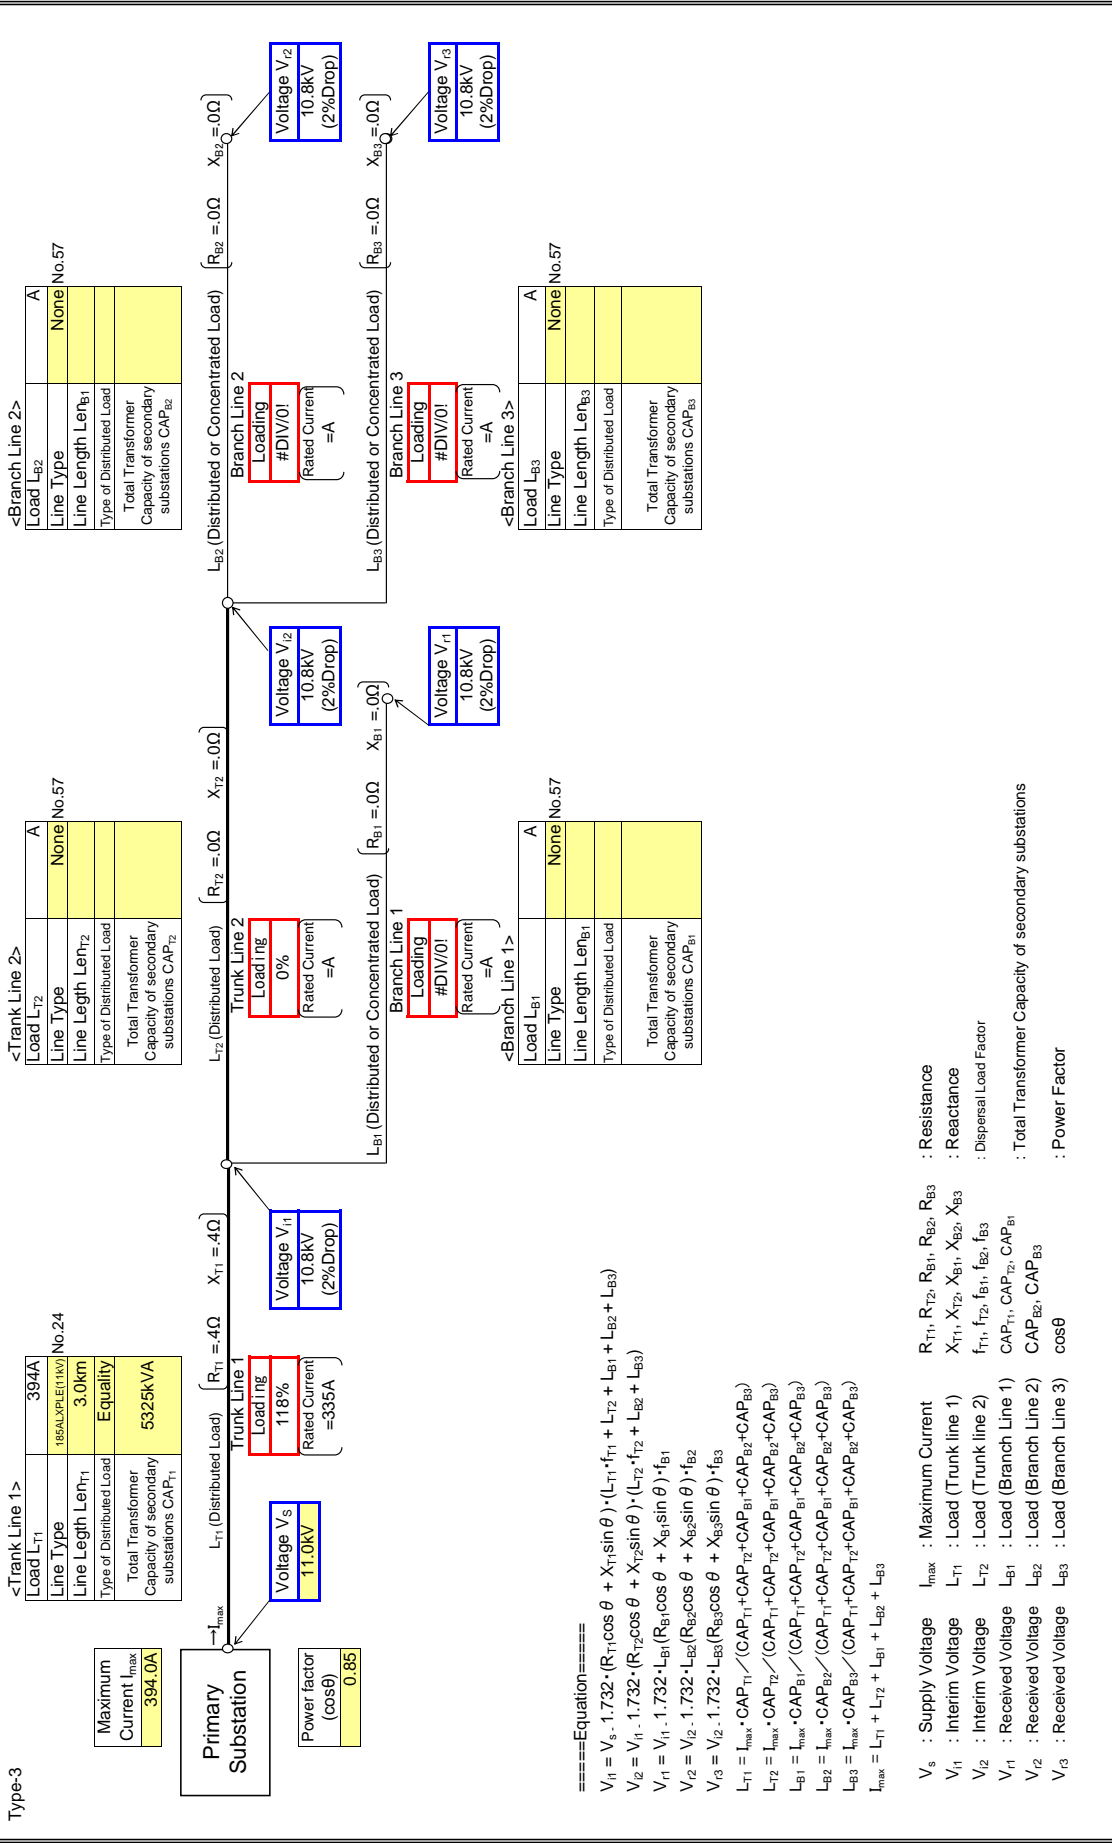 Type-3
Maximum
Current Imax
394.0A
Primary
Substation
Power factor
(cosθ)
0.85
→Imax
Voltage VS
11.0kV
<Trank Line 1>
Load LT1 394A
Line Type 185ALXPLE(11kV) No.24
Line Legth LenT1 3.0km
Type of Distributed Load Equality
Total Transformer
Capacity of secondary
substations CAPT1
5325kVA
LT1 (Distributed Load)
RT1 =.4Ω XT1 =.4Ω
Trunk Line 1
Loading
118%
Rated Current
=335A
Voltage Vi1
10.8kV
(2%Drop)
<Trank Line 2>
Load LT2 A
Line Type None No.57
Line Length LenT2
Type of Distributed Load
Total Transformer
Capacity of secondary
substations CAPT2
LT2 (Distributed Load)
RT2 =.0Ω XT2 =.0Ω
Trunk Line 2
Loading
0%
Rated Current
=A
Voltage Vi2
10.8kV
(2%Drop)
LB1 (Distributed or Concentrated Load)
RB1 =.0Ω XB1 =.0Ω
Branch Line 1
Loading
#DIV/0!
Rated Current
=A
Voltage Vr1
10.8kV
(2%Drop)
<Branch Line 1>
Load LB1 A
Line Type None No.57
Line Length LenB1
Type of Distributed Load
Total Transformer
Capacity of secondary
substations CAPB1
<Branch Line 2>
Load LB2 A
Line Type None No.57
Line Length LenB1
Type of Distributed Load
Total Transformer
Capacity of secondary
substations CAPB2
LB2 (Distributed or Concentrated Load)
RB2 =.0Ω XB2 =.0Ω
Branch Line 2
Loading
#DIV/0!
Rated Current
=A
Voltage Vr2
10.8kV
(2%Drop)
LB3 (Distributed or Concentrated Load)
RB3 =.0Ω XB3 =.0Ω
Branch Line 3
Loading
#DIV/0!
Rated Current
=A
Voltage Vr3
10.8kV
(2%Drop)
<Branch Line 3>
Load LB3 A
Line Type None No.57
Line Length LenB3
Type of Distributed Load
Total Transformer
Capacity of secondary
substations CAPB3
=====Equation=====
Vi1 = Vs - 1.732・(RT1cos θ + XT1sin θ)・(LT1・fT1 + LT2 + LB1 + LB2 + LB3)
Vi2 = Vi1 - 1.732・(RT2cos θ + XT2sin θ)・(LT2・fT2 + LB2 + LB3)
Vr1 = Vi1 - 1.732・LB1(RB1cos θ + XB1sin θ)・fB1
Vr2 = Vi2 - 1.732・LB2(RB2cos θ + XB2sin θ)・fB2
Vr3 = Vi2 - 1.732・LB3(RB3cos θ + XB3sin θ)・fB3
LT1 = Imax・CAPT1／(CAPT1+CAPT2+CAPB1+CAPB2+CAPB3)
LT2 = Imax・CAPT2／(CAPT1+CAPT2+CAPB1+CAPB2+CAPB3)
LB1 = Imax・CAPB1／(CAPT1+CAPT2+CAPB1+CAPB2+CAPB3)
LB2 = Imax・CAPB2／(CAPT1+CAPT2+CAPB1+CAPB2+CAPB3)
LB3 = Imax・CAPB3／(CAPT1+CAPT2+CAPB1+CAPB2+CAPB3)
Imax = LT1 + LT2 + LB1 + LB2 + LB3
Vs : Supply Voltage Imax : Maximum Current RT1, RT2, RB1, RB2, RB3 : Resistance
Vi1 : Interim Voltage LT1 : Load (Trunk line 1) XT1, XT2, XB1, XB2, XB3 : Reactance
Vi2 : Interim Voltage LT2 : Load (Trunk line 2) fT1, fT2, fB1, fB2, fB3 : Dispersal Load Factor
Vr1 : Received Voltage LB1 : Load (Branch Line 1) CAPT1, CAPT2, CAPB1 : Total Transformer Capacity of secondary substations
Vr2 : Received Voltage LB2 : Load (Branch Line 2) CAPB2, CAPB3
Vr3 : Received Voltage LB3 : Load (Branch Line 3) cosθ : Power Factor